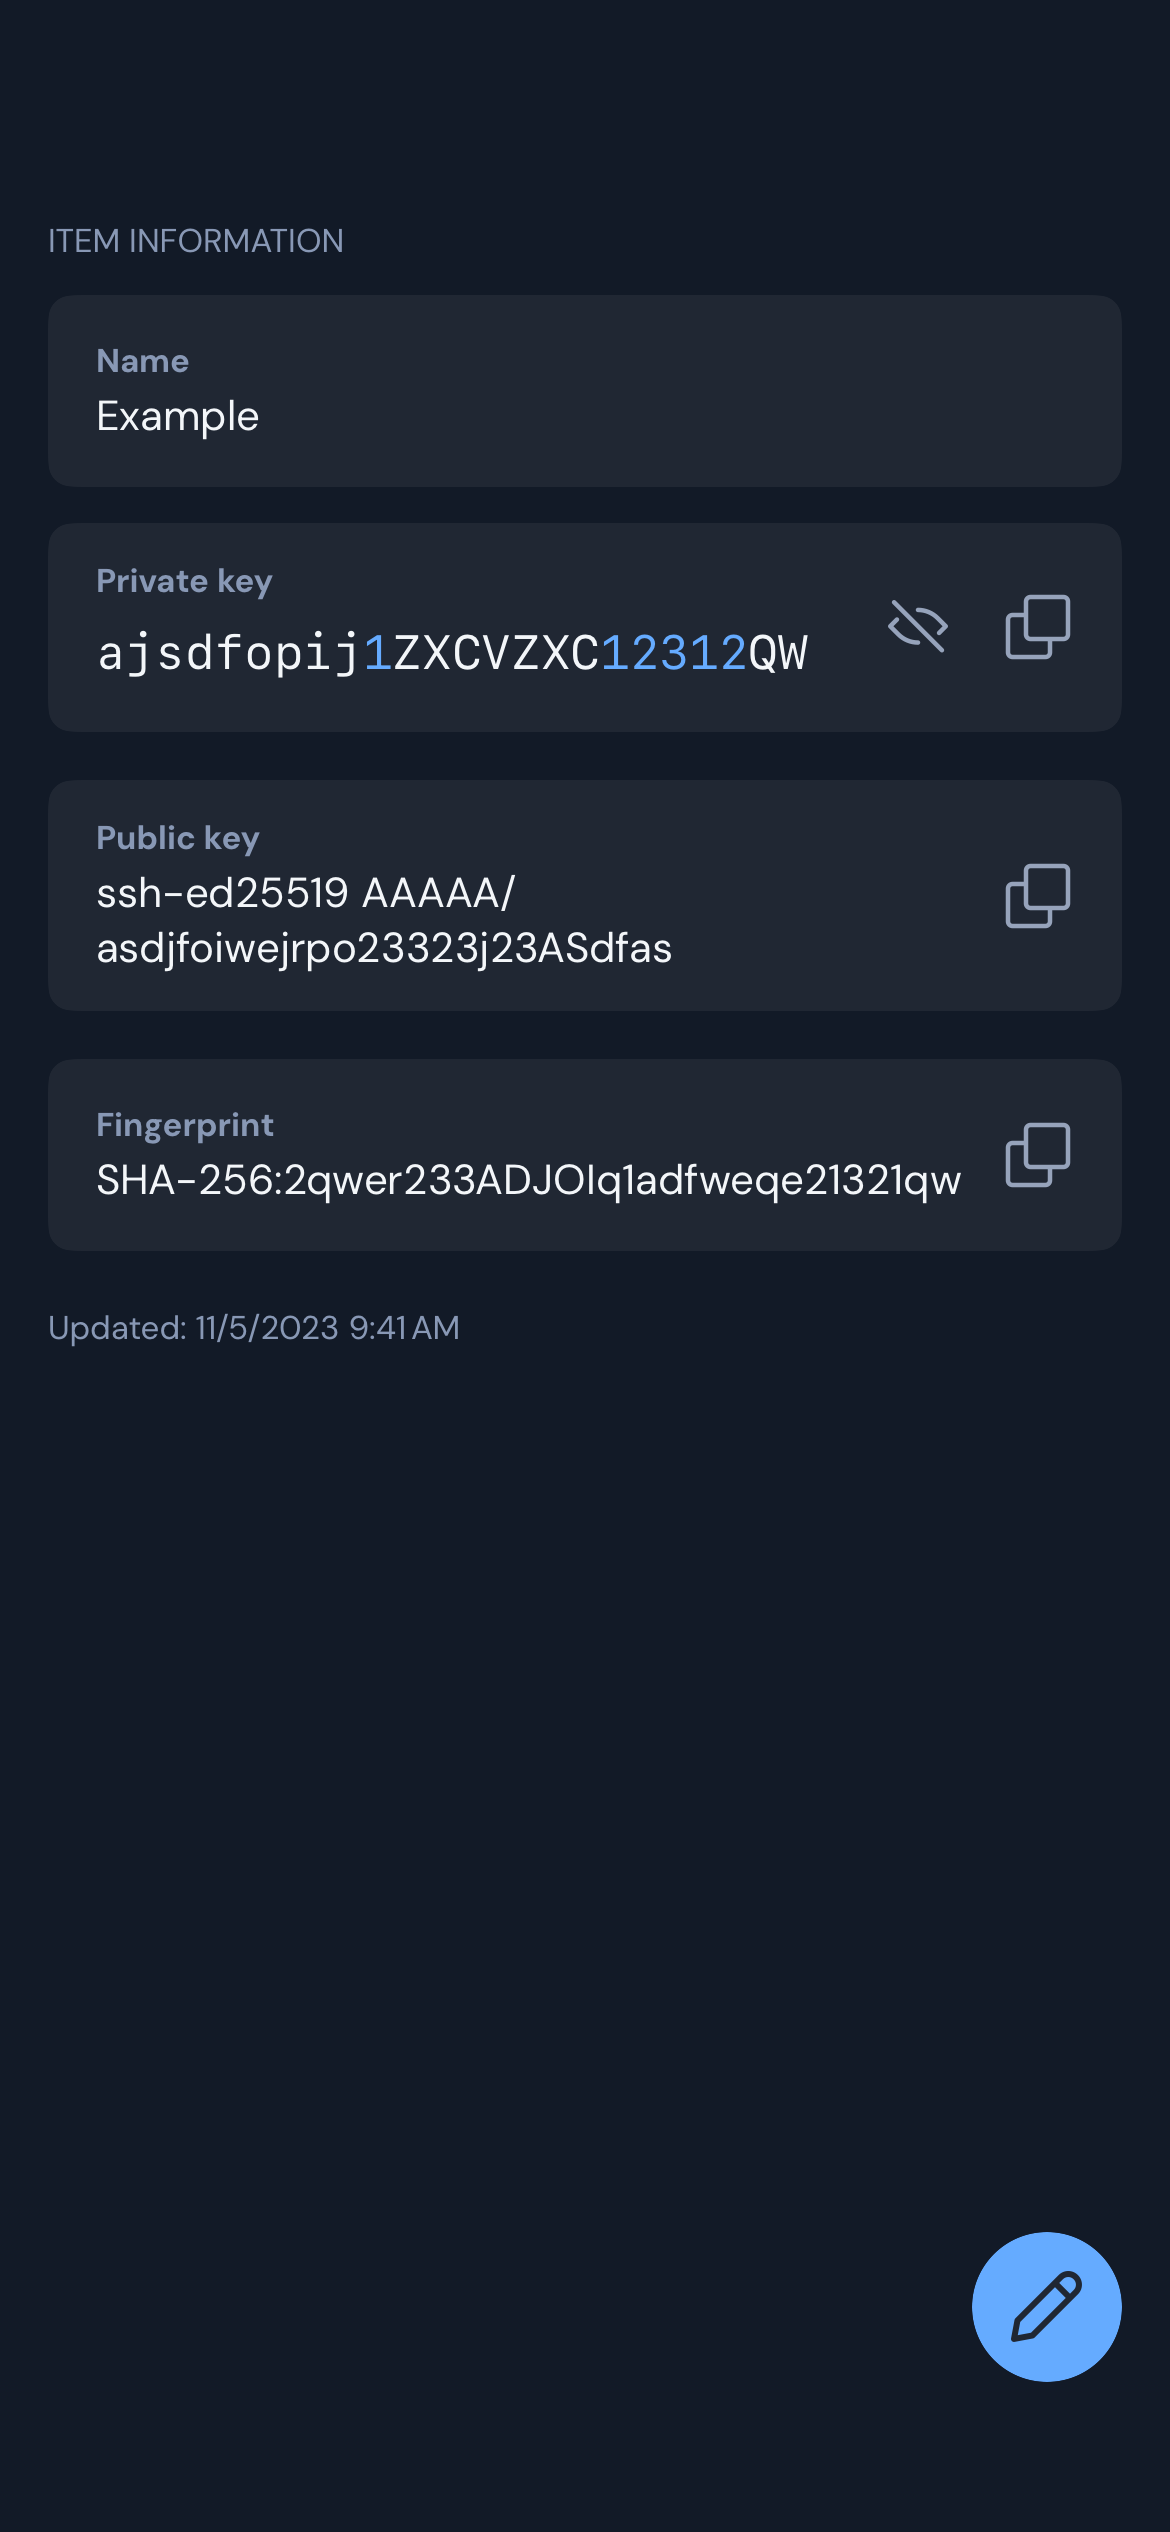 ITEM INFORMATION
Name
Example
Private key
ajsdfopij1ZXCVZXC12312QW
Public key
ssh-ed25519 AAAAA/
asdjfoiwejrpo23323j23ASdfas
Fingerprint
SHA-256:2qwer233ADJOIq1adfweqe21321qw
Updated: 11/5/2023 9:41 AM